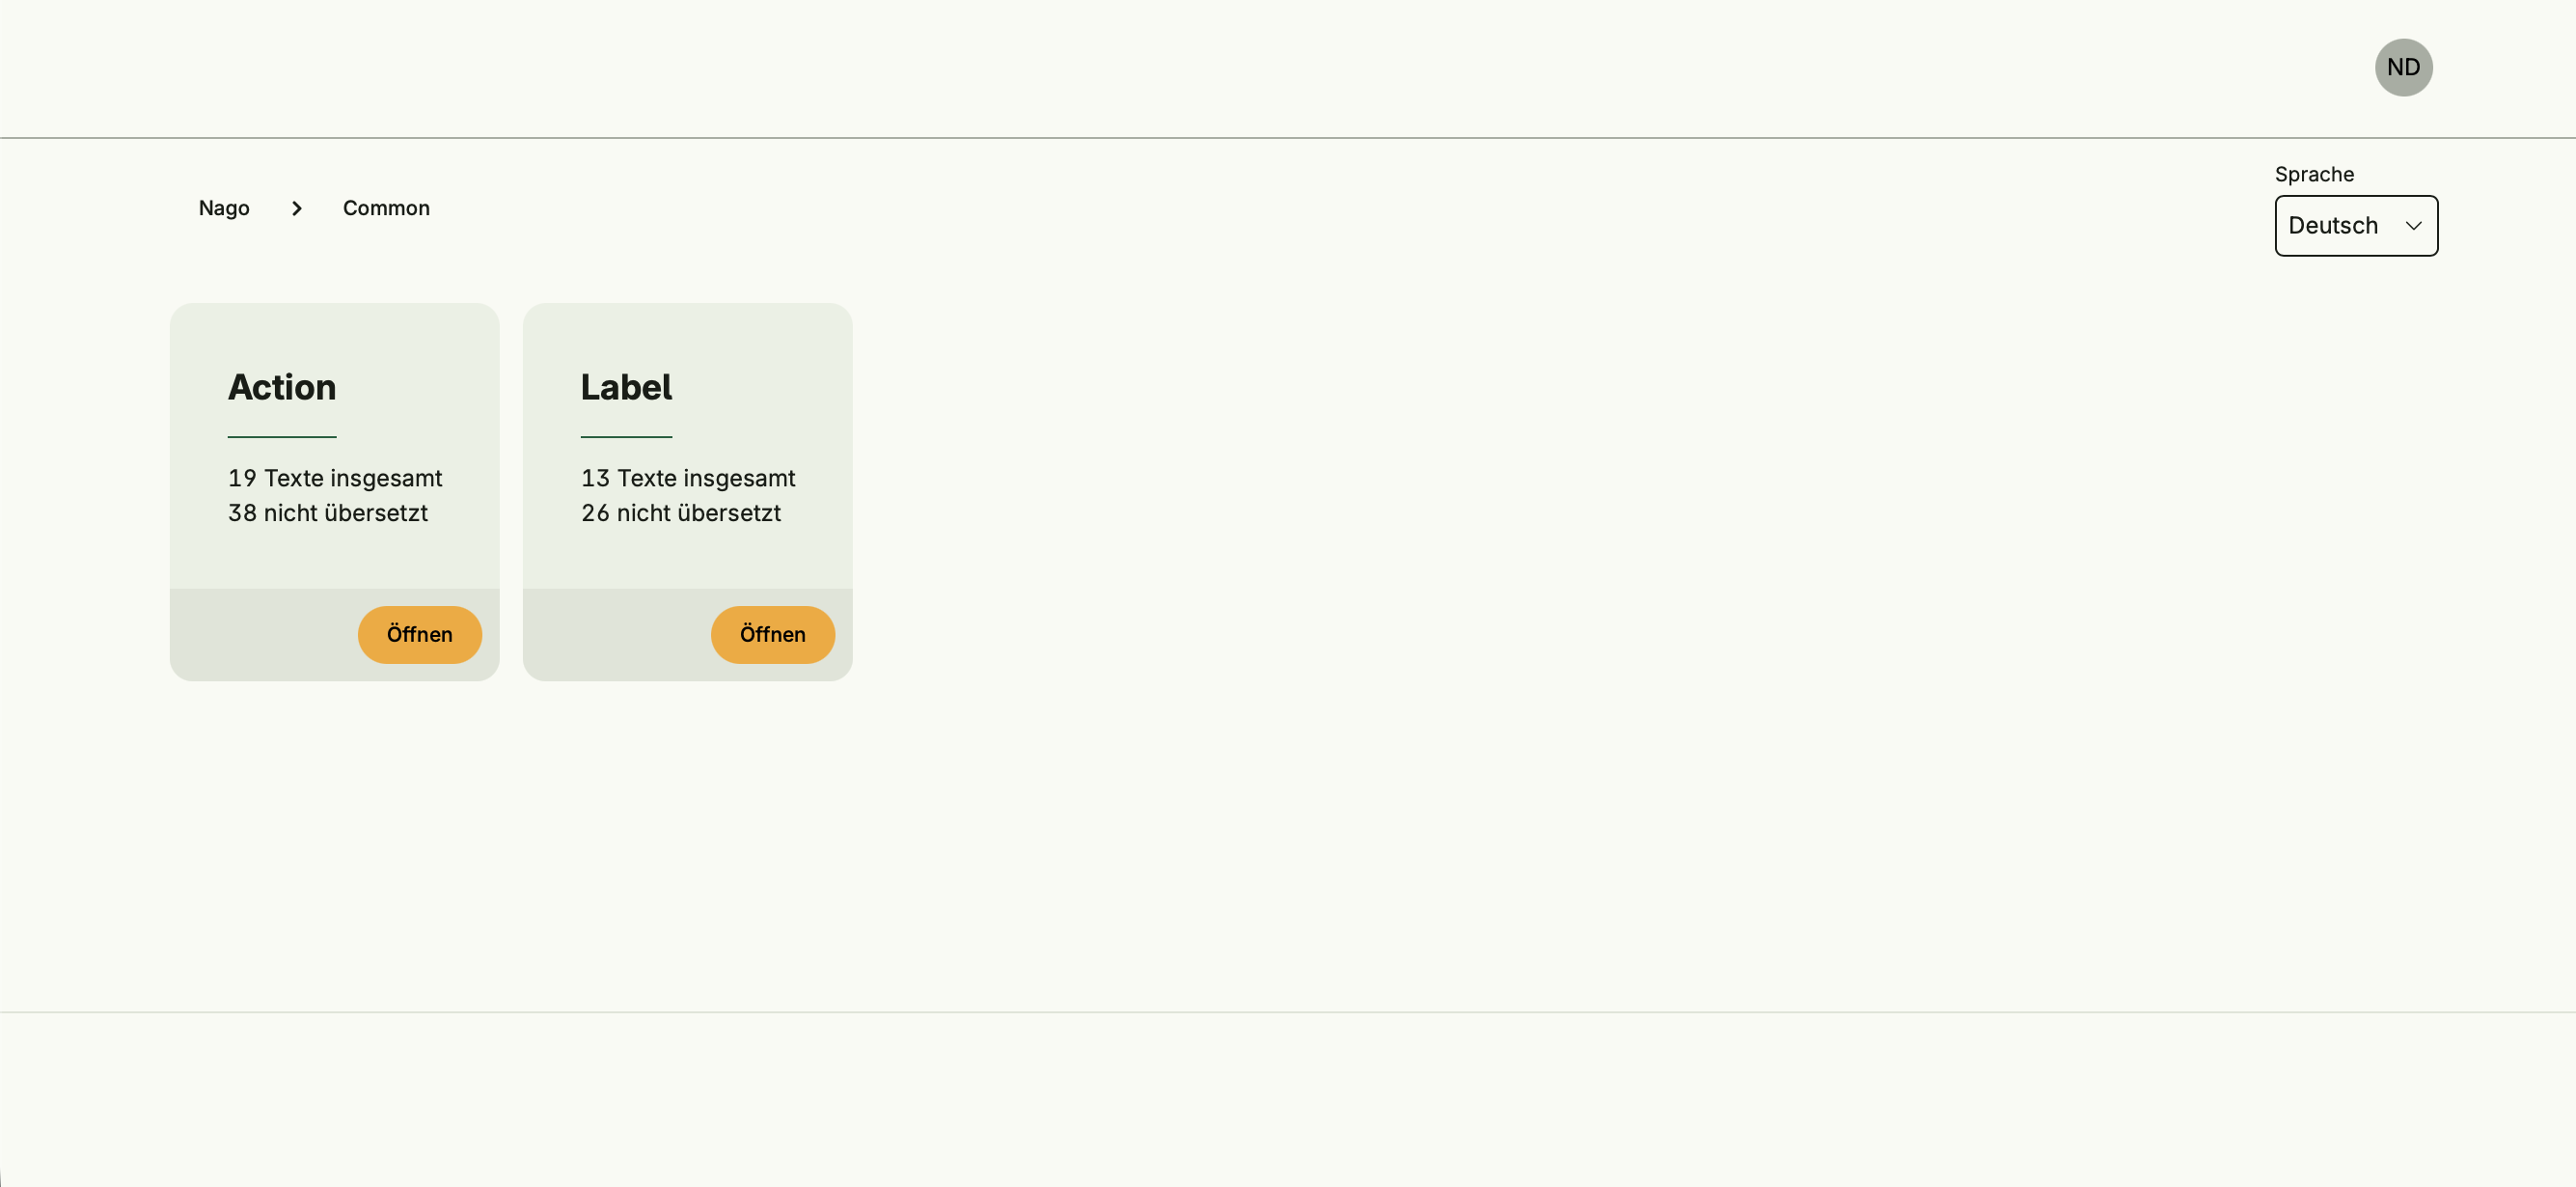 ND
Nago
Common
Sprache
Deutsch
Action
19 Texte insgesamt
38 nicht übersetzt
Öffnen
Label
13 Texte insgesamt
26 nicht übersetzt
Öffnen